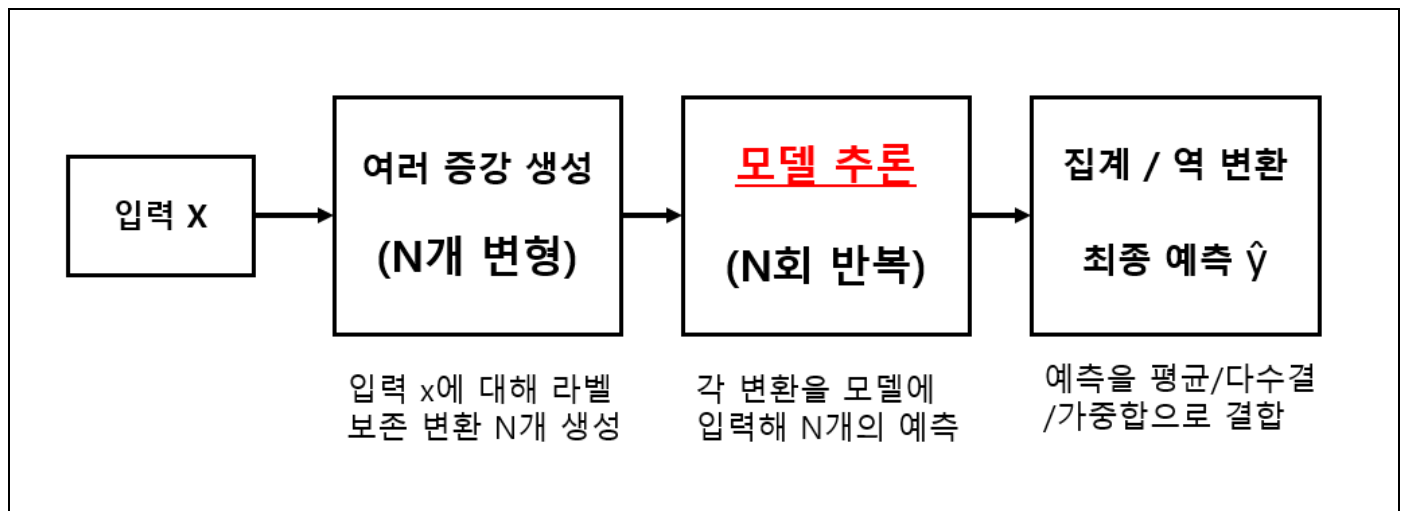 입력 X
여러 증강 생성
(N개 변형)
모델 추론
(N회 반복)
집계 / 역 변환
최종 예측 ŷ
입력 x에 대해 라벨
보존 변환 N개 생성
각 변환을 모델에
입력해 N개의 예측
예측을 평균/다수결
/가중합으로 결합